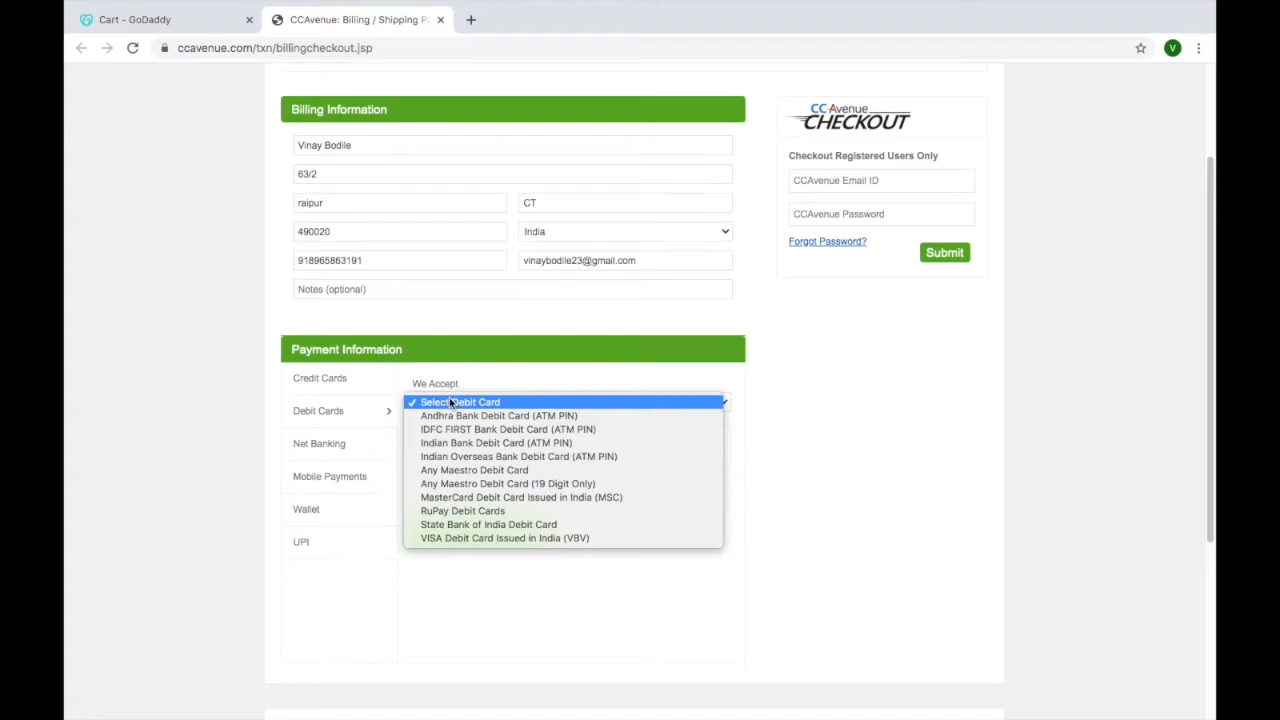 Cart - GoDaddy
CCAvenue: Billing / Shipping P
ccavenue.com/txn/billingcheckout.jsp
V
Billing Information
Vinay Bodile
63/2
raipur
CT
490020
India
918965863191
vinaybodile23@gmail.com
Notes (optional)
CCAvenue
CHECKOUT
Checkout Registered Users Only
CCAvenue Email ID
CCAvenue Password
Forgot Password?
Submit
Payment Information
Credit Cards
Debit Cards
Net Banking
Mobile Payments
Wallet
UPI
We Accept
Select Debit Card
Andhra Bank Debit Card (ATM PIN)
IDFC FIRST Bank Debit Card (ATM PIN)
Indian Bank Debit Card (ATM PIN)
Indian Overseas Bank Debit Card (ATM PIN)
Any Maestro Debit Card
Any Maestro Debit Card (19 Digit Only)
MasterCard Debit Card Issued in India (MSC)
RuPay Debit Cards
State Bank of India Debit Card
VISA Debit Card Issued in India (VBV)